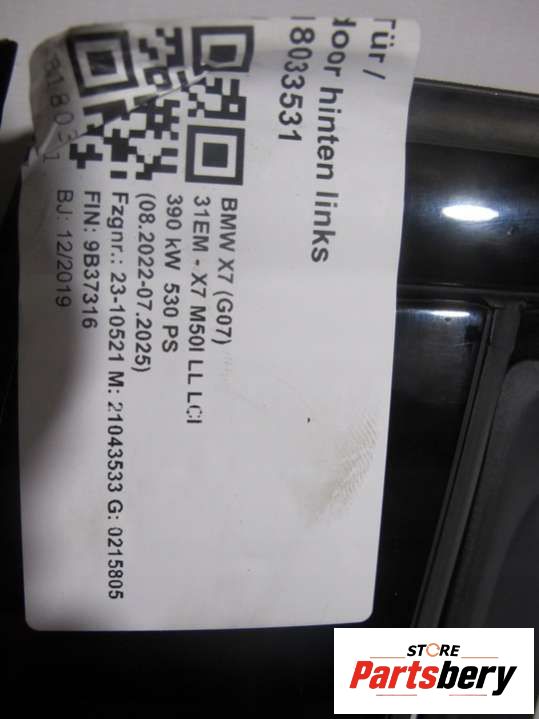 Tür /
door hinten links
18033531
BMW X7 (G07)
31EM - X7 M50I LL LCI
390 kW 530 PS
(08.2022-07.2025)
Fzgnr.: 23-10521 M: 21043533 G: 0215805
FIN: 9B37316
BJ: 12/2019
STORE
Partsbery